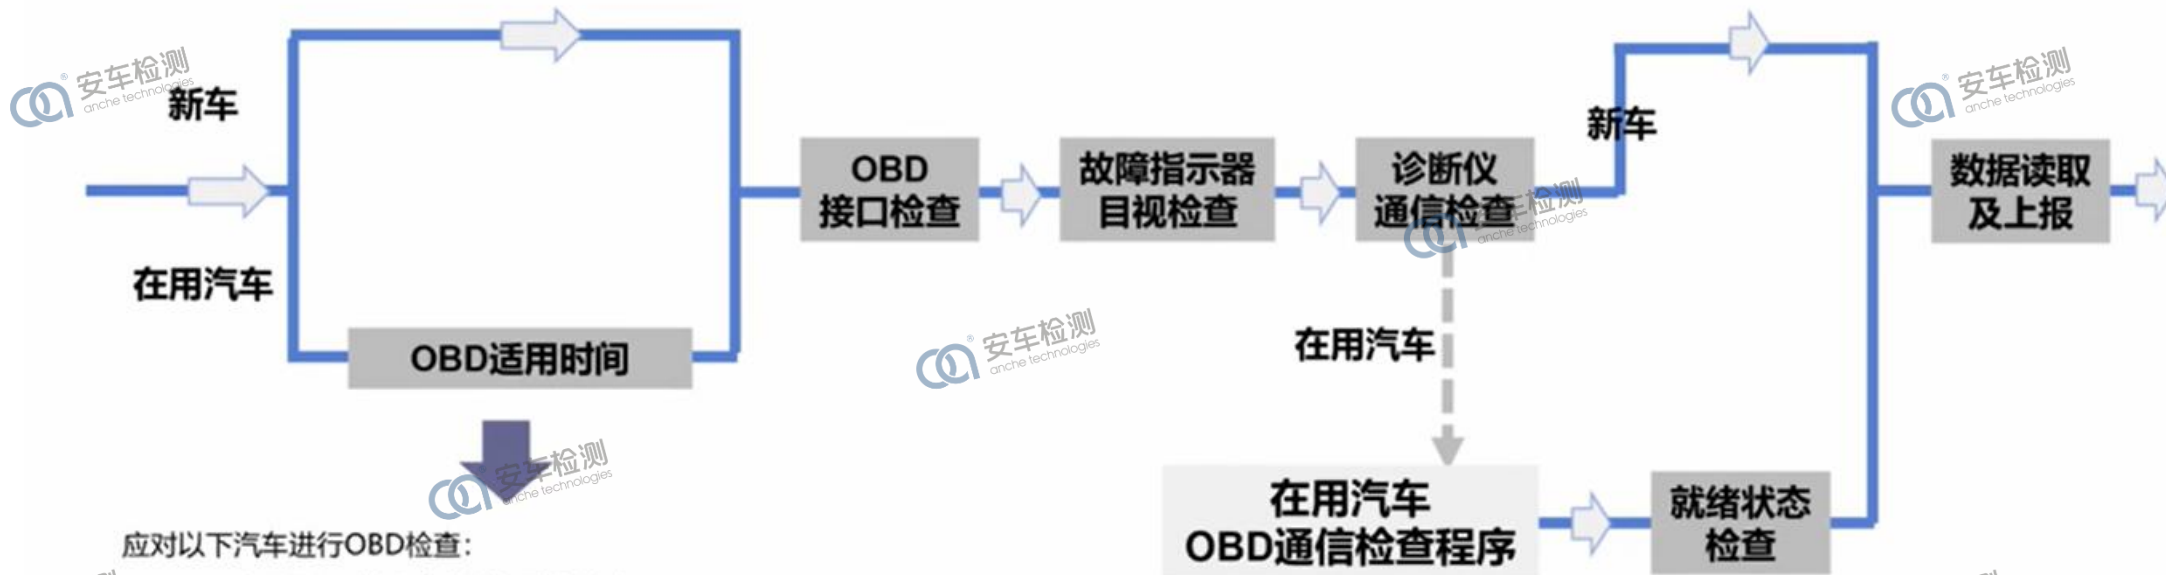 安车检测
anche technologies
新车
在用汽车
OBD适用时间
OBD
接口检查
故障指示器
目视检查
诊断仪
通信检查
新车
在用汽车
数据读取
及上报
安车检测
anche technologies
车检测
anche technologies
安车检测
anche technologies
安车检测
anche technologies
在用汽车
OBD通信检查程序
就绪状态
检查
应对以下汽车进行OBD检查：